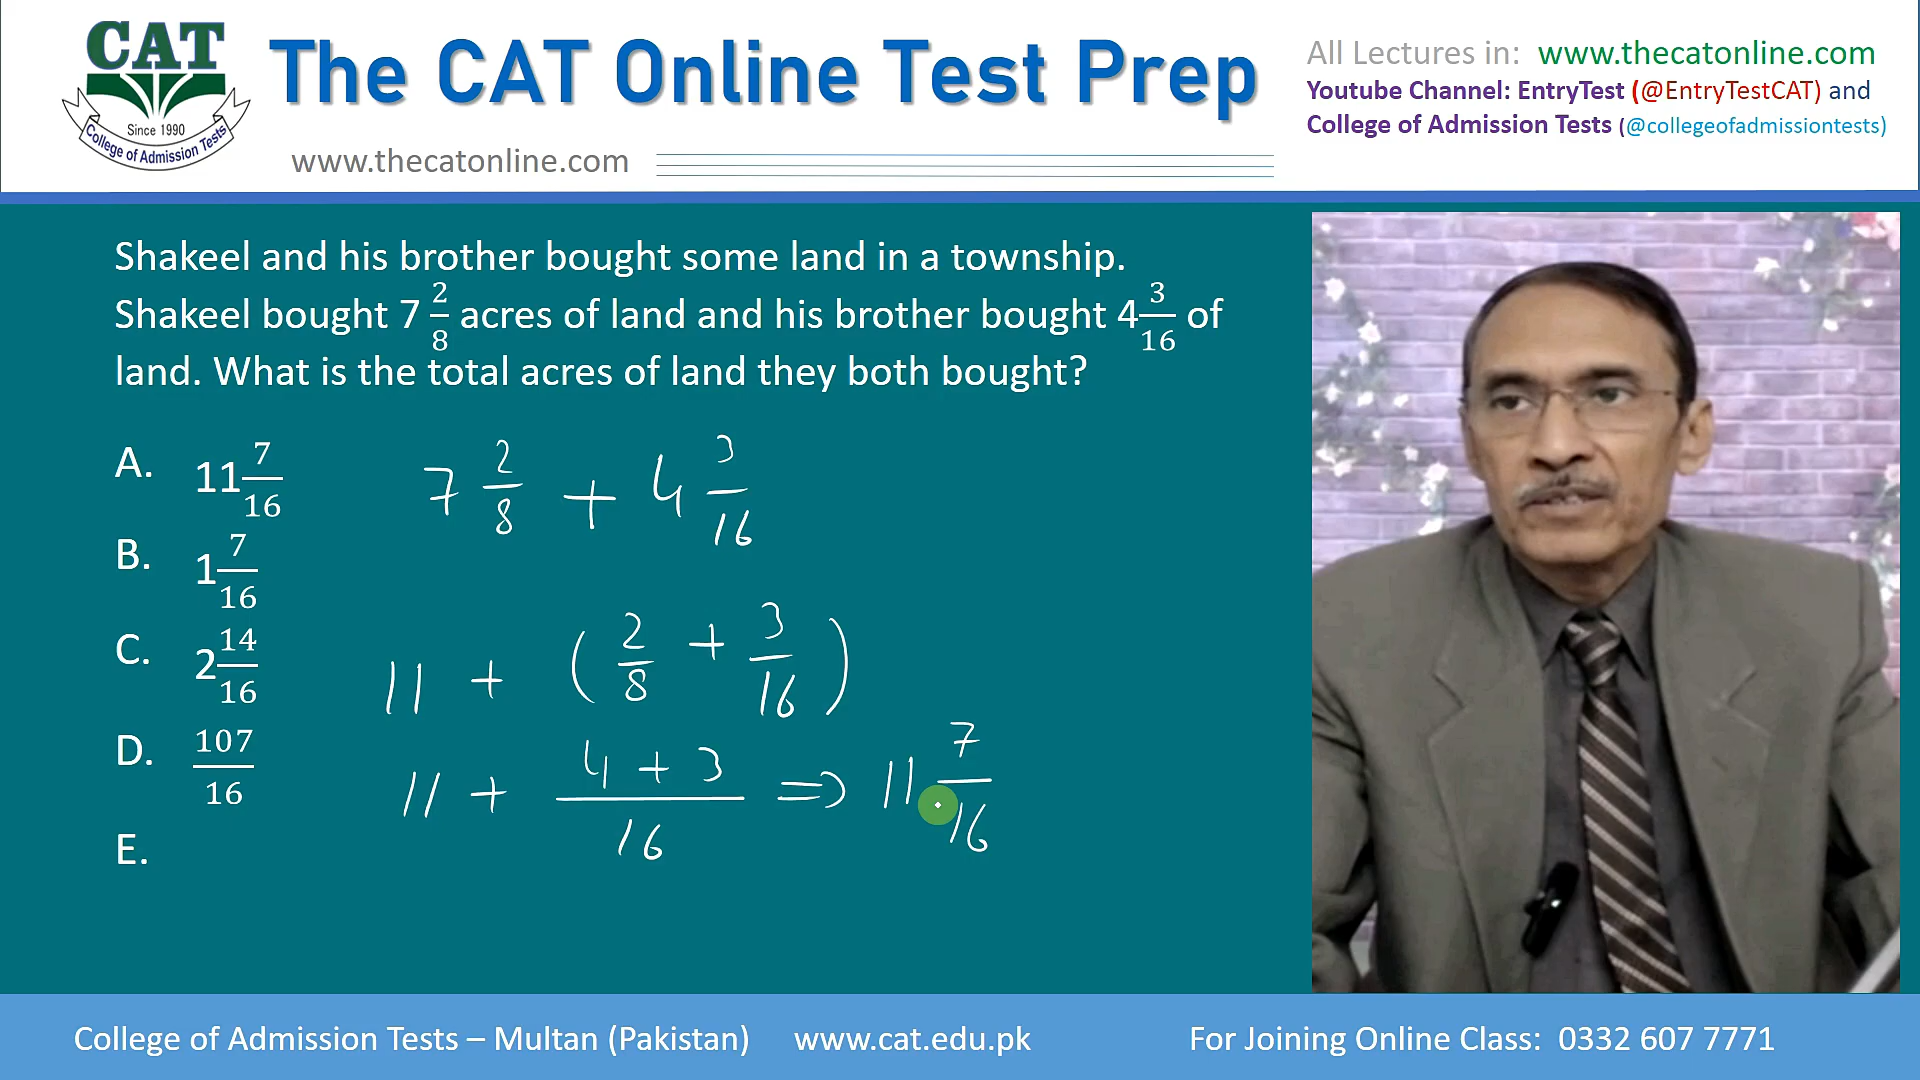 CAT
Since 1990
College of Admission Tests
The CAT Online Test Prep
www.thecatonline.com
All Lectures in: www.thecatonline.com
Youtube Channel: EntryTest (@EntryTestCAT) and
College of Admission Tests (@collegeofadmissiontests)
Shakeel and his brother bought some land in a township.
Shakeel bought 7 2/8 acres of land and his brother bought 4 3/16 of
land. What is the total acres of land they both bought?
A. 11 7/16
B. 1 7/16
C. 2 14/16
D. 107/16
E.
7 2/8 + 4 3/16
11 + (2/8 + 3/16)
11 + (4 + 3)/16 ⇒ 11 7/16
College of Admission Tests – Multan (Pakistan) www.cat.edu.pk For Joining Online Class: 0332 607 7771